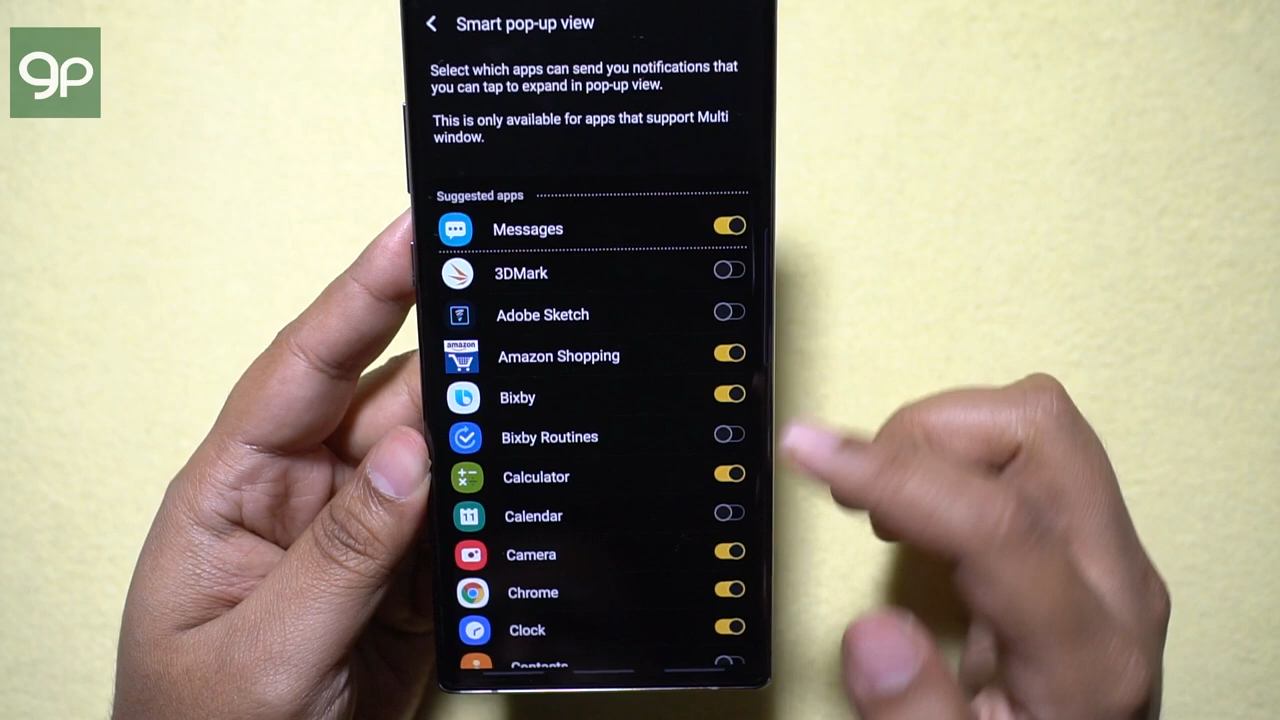 gp
Smart pop-up view
Select which apps can send you notifications that
you can tap to expand in pop-up view.
This is only available for apps that support Multi
window.
Suggested apps
Messages
3DMark
Adobe Sketch
amazon
Amazon Shopping
Bixby
Bixby Routines
Calculator
11
Calendar
Camera
Chrome
Clock
Contacts